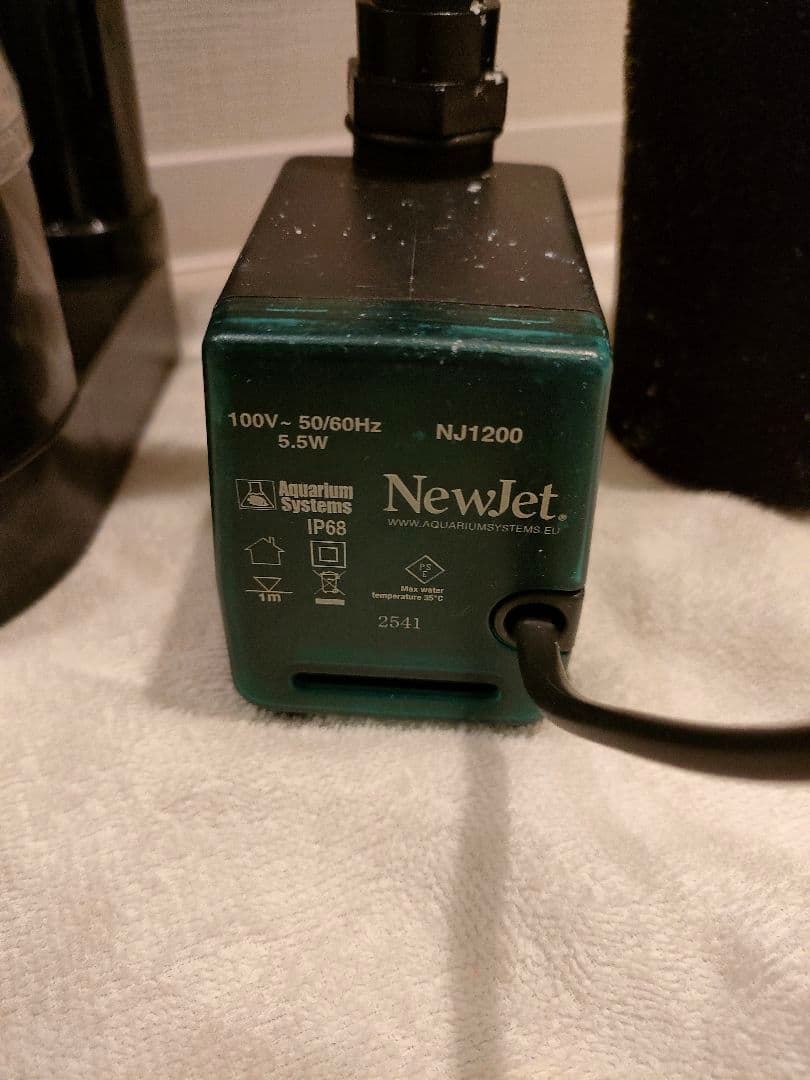 100V~ 50/60Hz
5.5W
NJ1200
Aquarium
Systems
NewJet®
WWW.AQUARIUMSYSTEMS.EU
IP68
1m
PS
E
Max water
temperature 35°C
2541